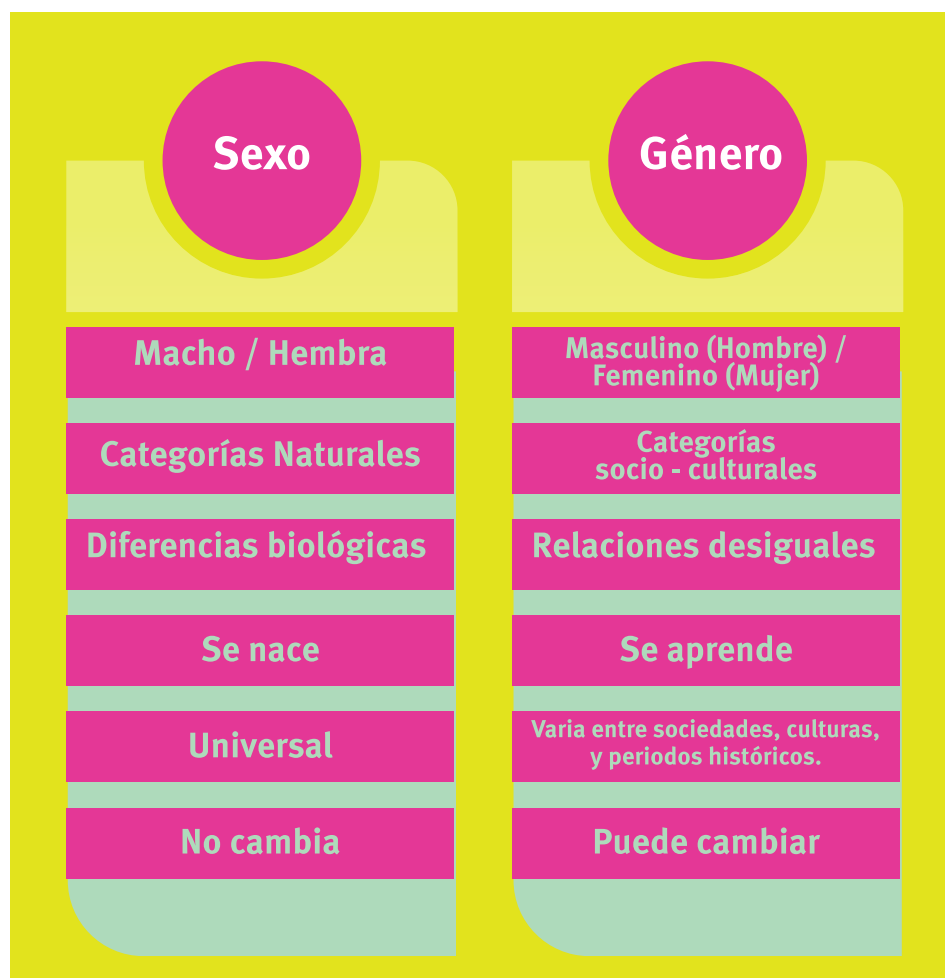 Sexo
Macho / Hembra
Categorías Naturales
Diferencias biológicas
Se nace
Universal
No cambia
Género
Masculino (Hombre) /
Femenino (Mujer)
Categorías
socio - culturales
Relaciones desiguales
Se aprende
Varia entre sociedades, culturas,
y periodos históricos.
Puede cambiar